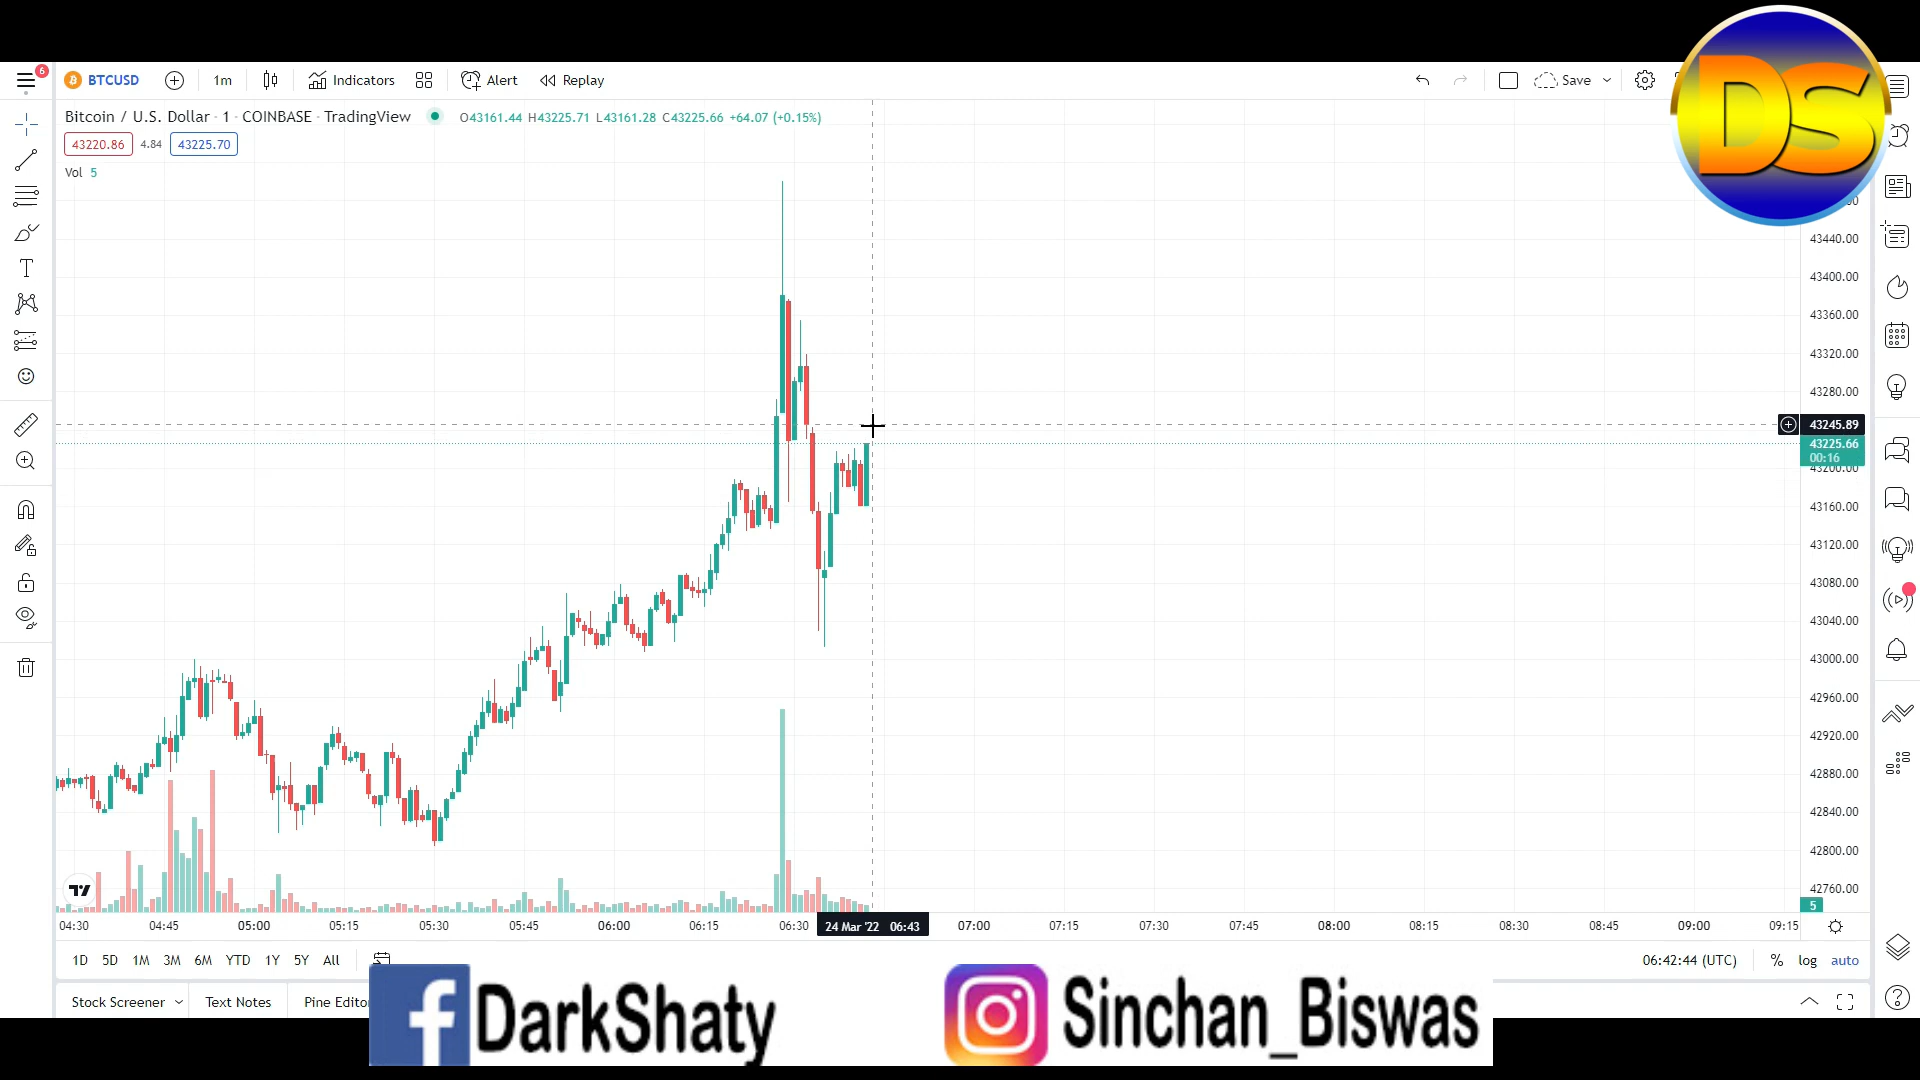 6
BTCUSD 1m Indicators Alert Replay Save
Bitcoin / U.S. Dollar · 1 · COINBASE · TradingView O43161.44 H43225.71 L43161.28 C43225.66 +64.07 (+0.15%)
43220.86 4.84 43225.70
Vol 5
DS
43440.00
43400.00
43360.00
43320.00
43280.00
43245.89
43225.66
00:16
43200.00
43160.00
43120.00
43080.00
43040.00
43000.00
42960.00
42920.00
42880.00
42840.00
42800.00
42760.00
5
04:30 04:45 05:00 05:15 05:30 05:45 06:00 06:15 06:30 24 Mar '22 06:43 07:00 07:15 07:30 07:45 08:00 08:15 08:30 08:45 09:00 09:15
1D 5D 1M 3M 6M YTD 1Y 5Y All 06:42:44 (UTC) % log auto
Stock Screener Text Notes Pine Editor
DarkShaty Sinchan_Biswas